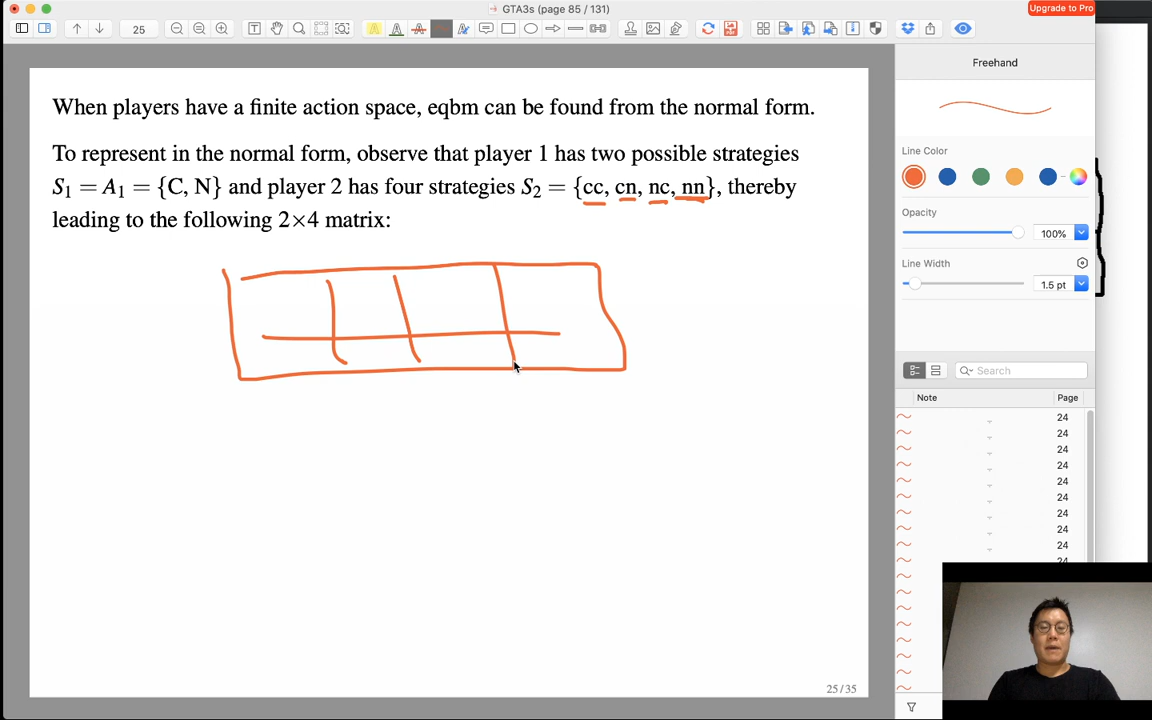 GTA3s (page 85 / 131)
Upgrade to Pro
25
Freehand
When players have a finite action space, eqbm can be found from the normal form.
To represent in the normal form, observe that player 1 has two possible strategies
S₁ = A₁ = {C, N} and player 2 has four strategies S₂ = {cc, cn, nc, nn}, thereby
leading to the following 2×4 matrix:
25 / 35
Line Color
Opacity
100%
Line Width
1.5 pt
Search
Note Page
24
24
24
24
24
24
24
24
24
24